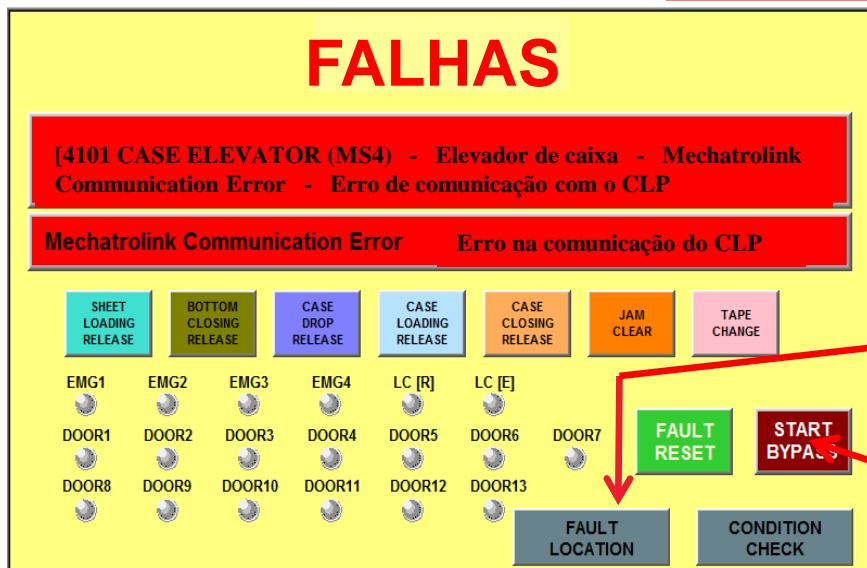 FALHAS
[4101 CASE ELEVATOR (MS4) - Elevador de caixa - Mechatrolink
Communication Error - Erro de comunicação com o CLP
Mechatrolink Communication Error Erro na comunicação do CLP
SHEET LOADING RELEASE
BOTTOM CLOSING RELEASE
CASE DROP RELEASE
CASE LOADING RELEASE
CASE CLOSING RELEASE
JAM CLEAR
TAPE CHANGE
EMG1 EMG2 EMG3 EMG4 LC [R] LC [E]
DOOR1 DOOR2 DOOR3 DOOR4 DOOR5 DOOR6 DOOR7
DOOR8 DOOR9 DOOR10 DOOR11 DOOR12 DOOR13
FAULT RESET
START BYPASS
FAULT LOCATION
CONDITION CHECK